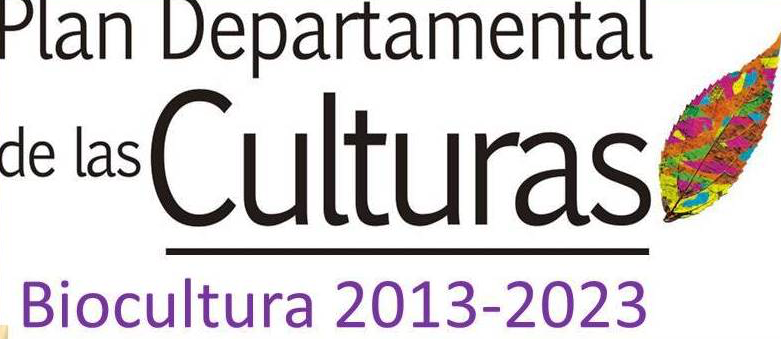 Plan Departamental
de las Culturas
Biocultura 2013-2023